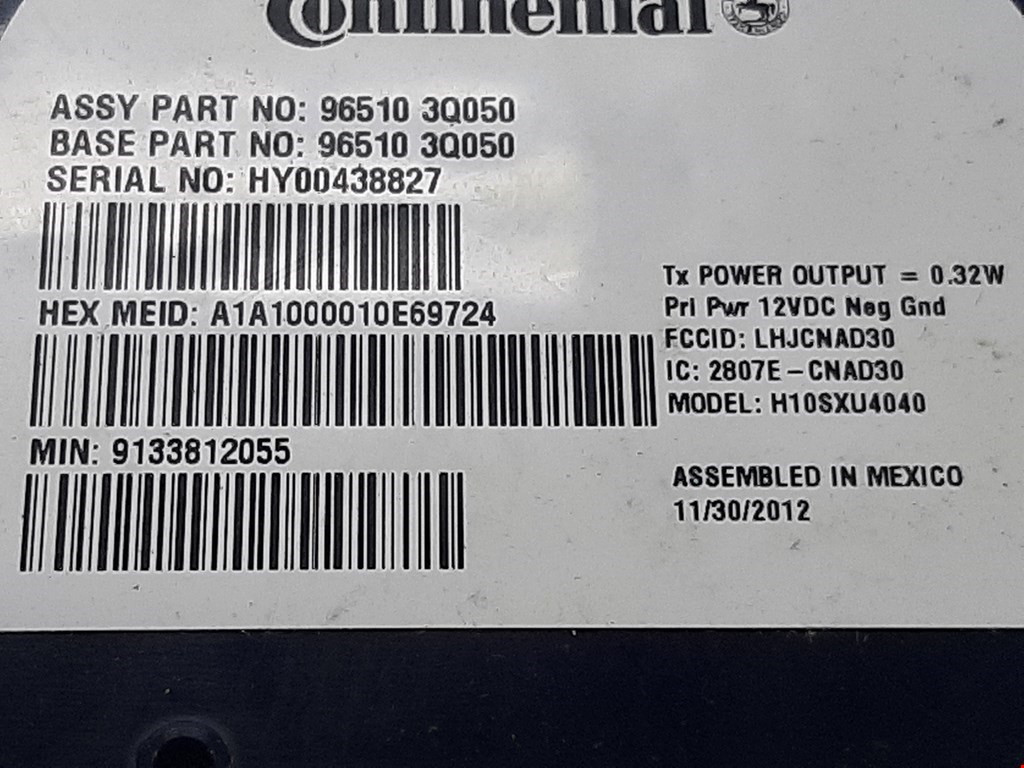 Continental
ASSY PART NO: 96510 3Q050
BASE PART NO: 96510 3Q050
SERIAL NO: HY00438827
HEX MEID: A1A1000010E69724
MIN: 9133812055
Tx POWER OUTPUT = 0.32W
Pri Pwr 12VDC Neg Gnd
FCCID: LHJCNAD30
IC: 2807E-CNAD30
MODEL: H10SXU4040
ASSEMBLED IN MEXICO
11/30/2012